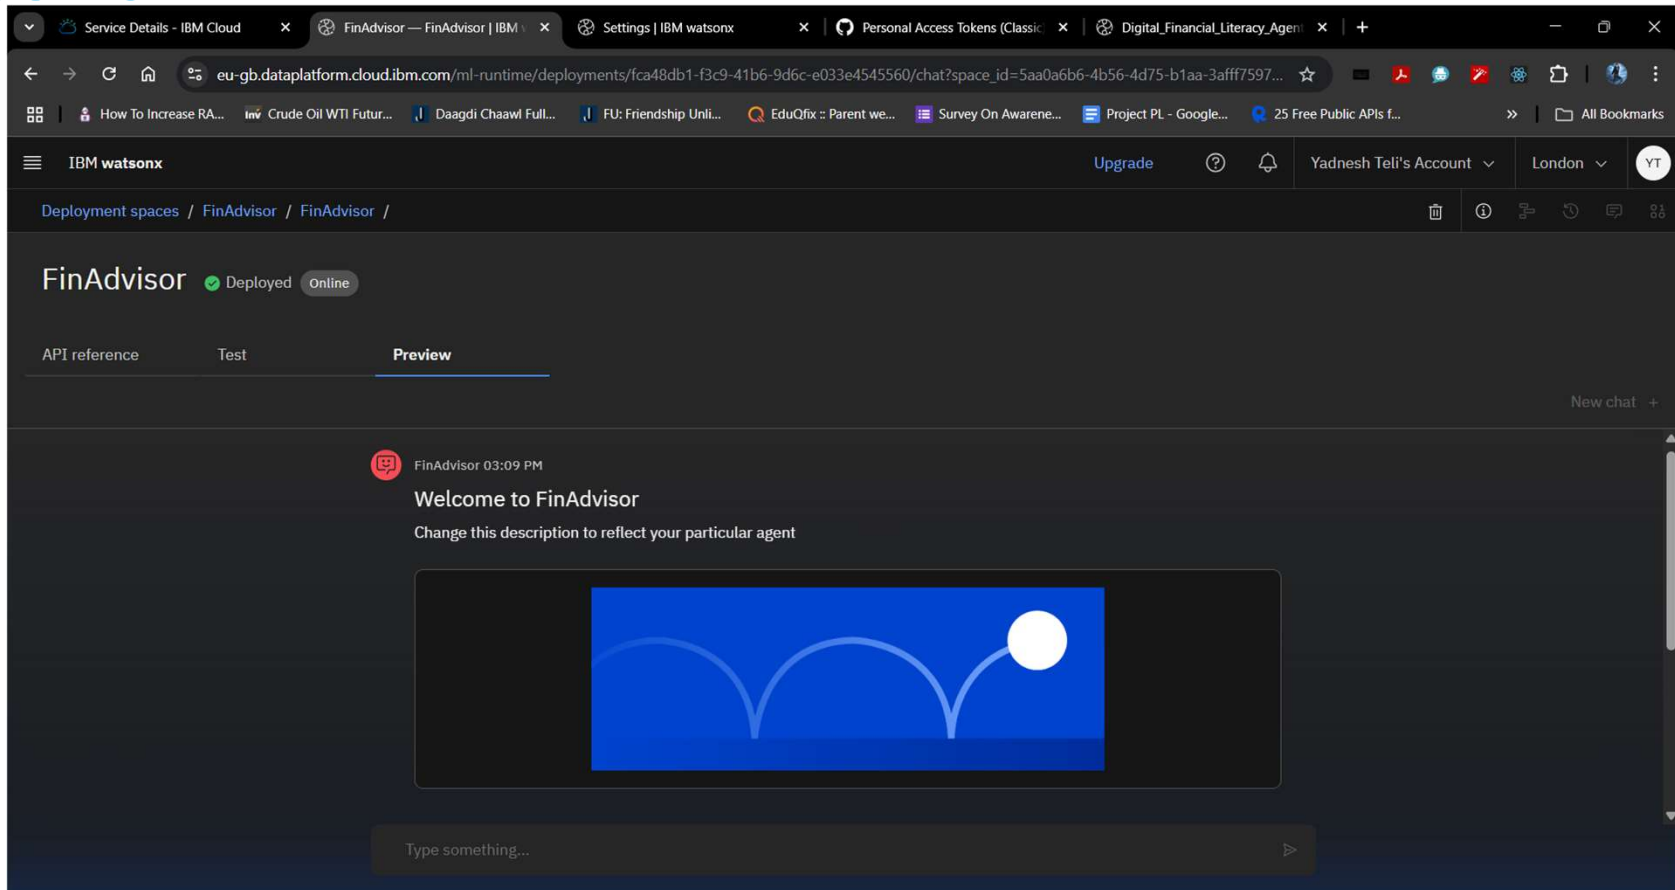 Service Details - IBM Cloud
FinAdvisor — FinAdvisor | IBM
Settings | IBM watsonx
Personal Access Tokens (Classic
Digital_Financial_Literacy_Agen
eu-gb.dataplatform.cloud.ibm.com/ml-runtime/deployments/fca48db1-f3c9-41b6-9d6c-e033e4545560/chat?space_id=5aa0a6b6-4b56-4d75-b1aa-3afff7597...
How To Increase RA...
Inv Crude Oil WTI Futur...
Daagdi Chaawl Full...
FU: Friendship Unli...
EduQfix :: Parent we...
Survey On Awarene...
Project PL - Google...
25 Free Public APIs f...
All Bookmarks
IBM watsonx
Upgrade
Yadnesh Teli's Account
London
YT
Deployment spaces / FinAdvisor / FinAdvisor /
FinAdvisor Deployed Online
API reference
Test
Preview
New chat +
FinAdvisor 03:09 PM
Welcome to FinAdvisor
Change this description to reflect your particular agent
Type something...